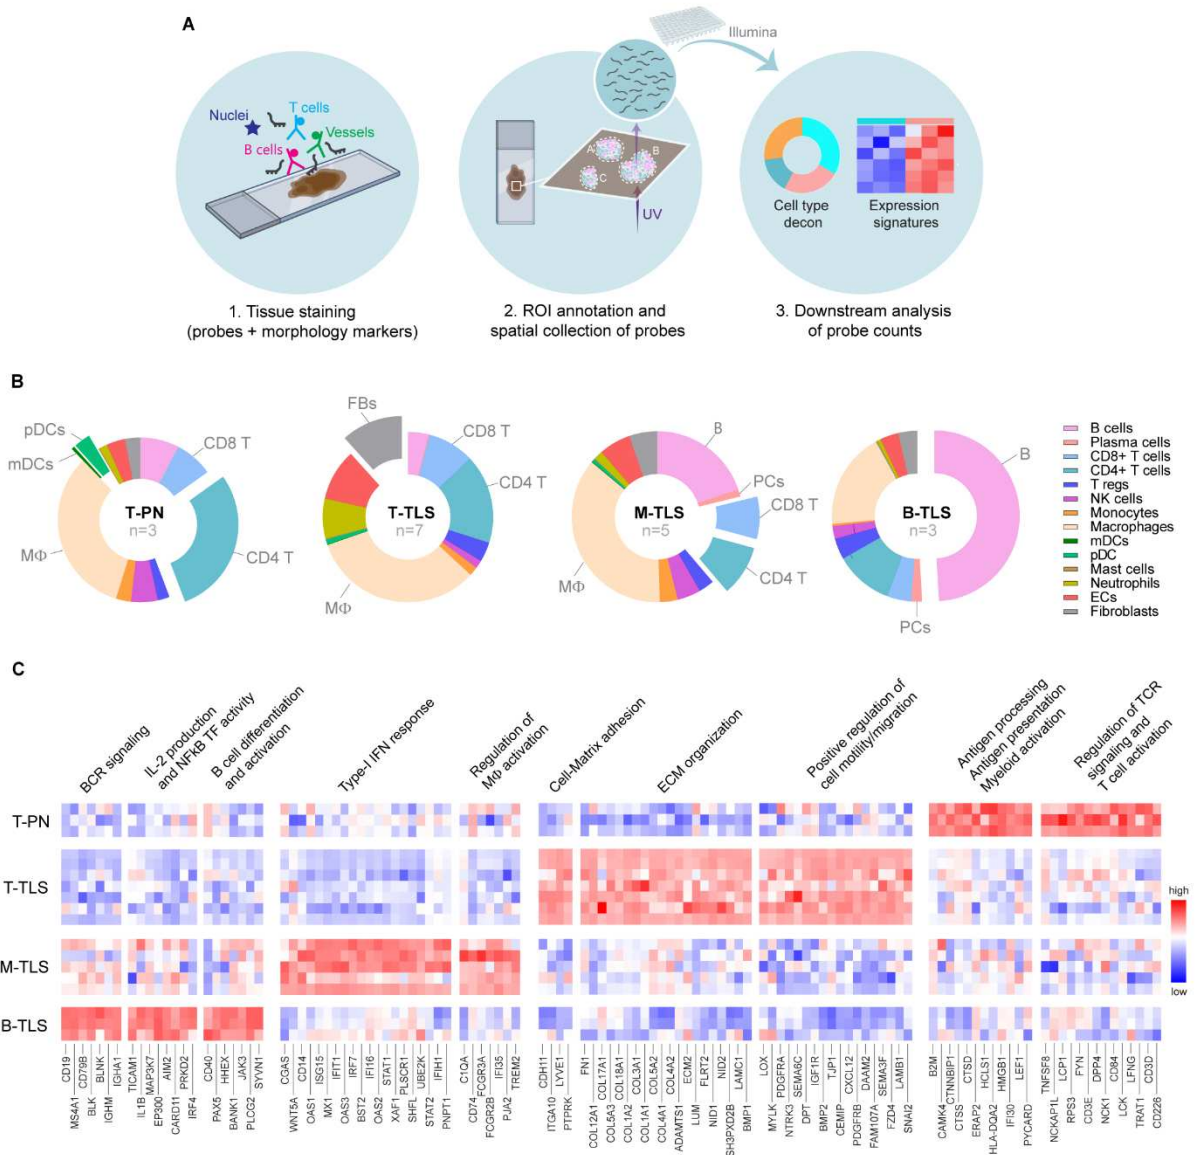 A
Nuclei
T cells
Vessels
B cells
A
B
C
UV
Illumina
Cell type
decon
Expression
signatures
1. Tissue staining
(probes + morphology markers)
2. ROI annotation and
spatial collection of probes
3. Downstream analysis
of probe counts
B
pDCs
mDCs
CD8 T
T-PN
n=3
MΦ
CD4 T
FBs
CD8 T
CD4 T
T-TLS
n=7
MΦ
B
PCs
CD8 T
M-TLS
n=5
MΦ
CD4 T
B
B-TLS
n=3
PCs
B cells
Plasma cells
CD8+ T cells
CD4+ T cells
T regs
NK cells
Monocytes
Macrophages
mDCs
pDC
Mast cells
Neutrophils
ECs
Fibroblasts
C
BCR signaling
IL-2 production
and NFkB TF activity
B cell differentiation
and activation
Type-I IFN response
Regulation of
MΦ activation
Cell-Matrix adhesion
ECM organization
Positive regulation of
cell motility/migration
Antigen processing
Antigen presentation
Myeloid activation
Regulation of TCR
signaling and
T cell activation
T-PN
T-TLS
M-TLS
B-TLS
high
low
CD19
MS4A1
CD79B
BLK
BLNK
IGHM
IGHA1
TICAM1
IL1B
MAP3K7
EP300
AIM2
CARD11
PRKD2
IRF4
CD40
PAX5
HHEX
BANK1
JAK3
PLCG2
SYVN1
CGAS
WNT5A
CD14
OAS1
ISG15
MX1
IFIT1
OAS3
IRF7
BST2
IFI16
OAS2
STAT1
XAF1
PLSCR1
SHFL
UBE2K
STAT2
IFIH1
PNPT1
C1QA
CD74
FCGR3A
FCGR2B
IFI35
PJA2
TREM2
CDH11
ITGA10
LYVE1
PTPRK
FN1
COL12A1
COL17A1
COL5A3
COL18A1
COL1A2
COL3A1
COL1A1
COL5A2
COL4A1
COL4A2
ADAMTS1
ECM2
LUM
FLRT2
NID1
NID2
SH3PXD2B
LAMC1
BMP1
LOX
MYLK
PDGFRA
NTRK3
SEMA6C
DPT
IGF1R
BMP2
TJP1
CEMIP
CXCL12
PDGFRB
DAAM2
FAM107A
SEMA3F
FZD4
LAMB1
SNAI2
B2M
CAMK4
CTNNBIP1
CTSS
CTSD
ERAP2
HCLS1
HLA-DQA2
HMGB1
IFI30
LEF1
PYCARD
TNFSF8
NCKAP1L
LCP1
RPS3
FYN
CD3E
DPP4
NCK1
CD84
LCK
LFNG
TRAT1
CD3D
CD226